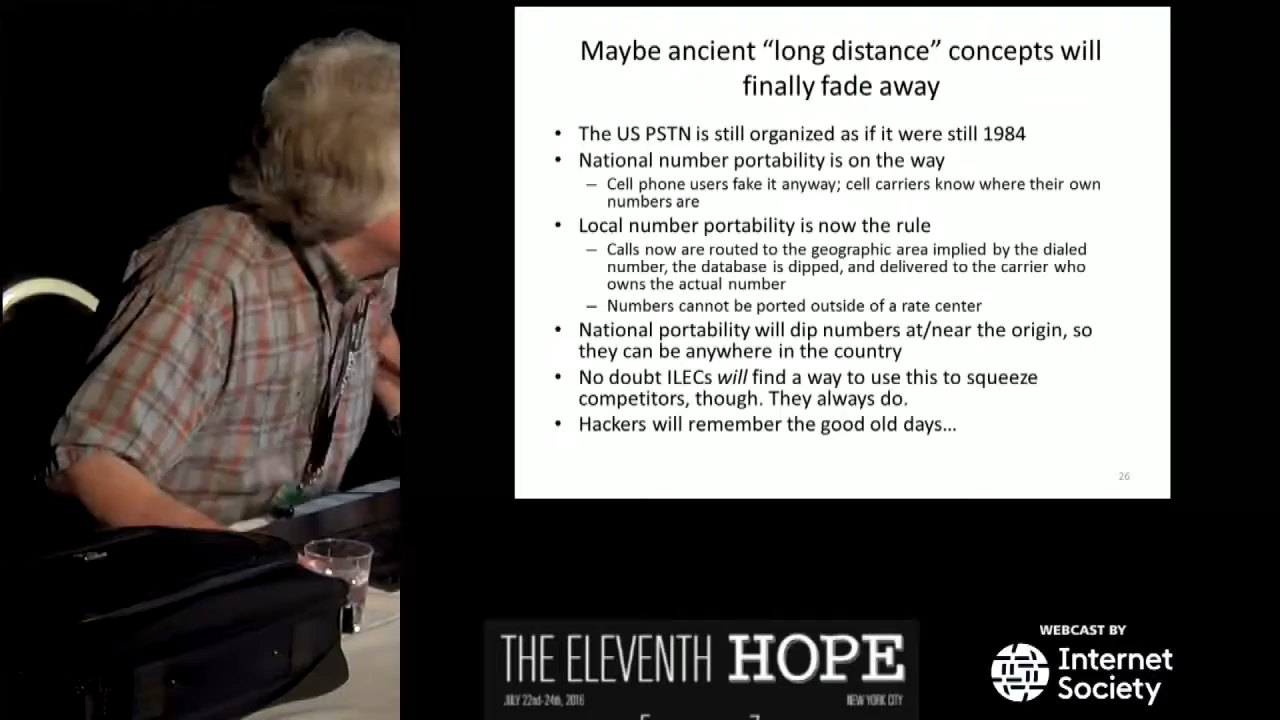 Maybe ancient “long distance” concepts will
finally fade away
• The US PSTN is still organized as if it were still 1984
• National number portability is on the way
– Cell phone users fake it anyway; cell carriers know where their own
numbers are
• Local number portability is now the rule
– Calls now are routed to the geographic area implied by the dialed
number, the database is dipped, and delivered to the carrier who
owns the actual number
– Numbers cannot be ported outside of a rate center
• National portability will dip numbers at/near the origin, so
they can be anywhere in the country
• No doubt ILECs will find a way to use this to squeeze
competitors, though. They always do.
• Hackers will remember the good old days…
26
THE ELEVENTH HOPE
JULY 22nd-24th, 2016
NEW YORK CITY
WEBCAST BY
Internet
Society